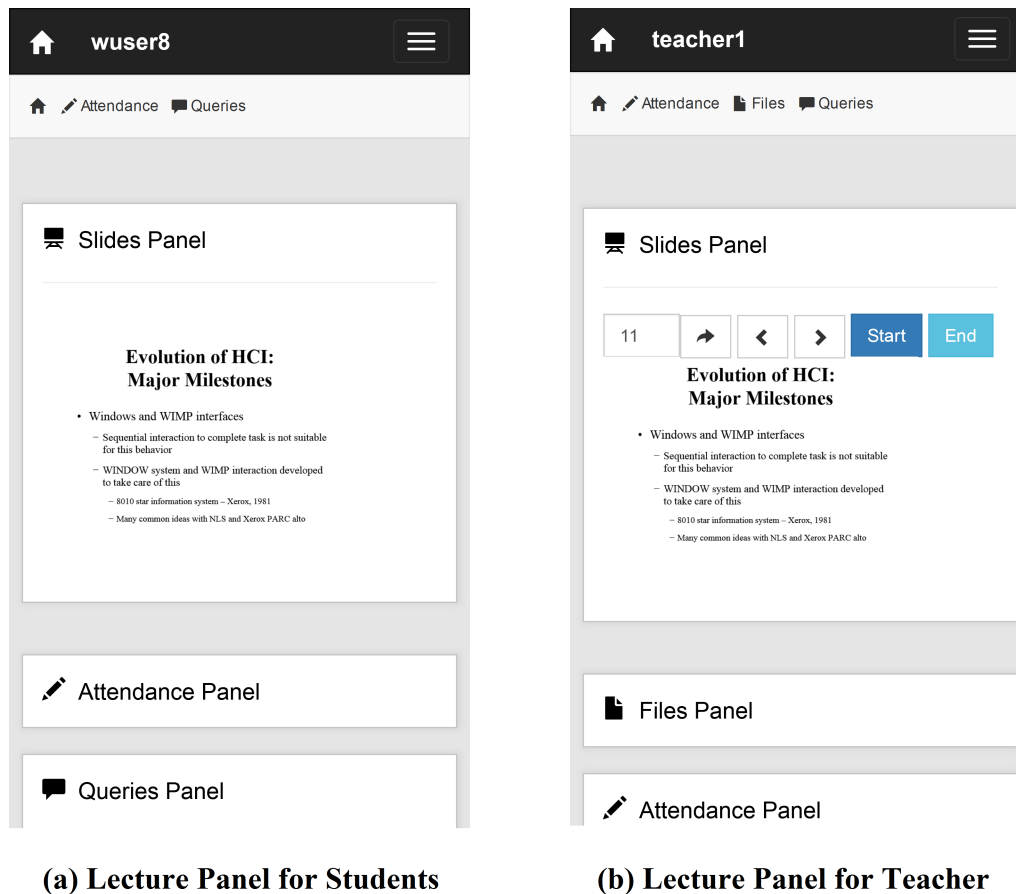 wuser8
Attendance Queries
Slides Panel
Evolution of HCI:
Major Milestones
• Windows and WIMP interfaces
– Sequential interaction to complete task is not suitable
for this behavior
– WINDOW system and WIMP interaction developed
to take care of this
– 8010 star information system – Xerox, 1981
– Many common ideas with NLS and Xerox PARC alto
Attendance Panel
Queries Panel
(a) Lecture Panel for Students
teacher1
Attendance Files Queries
Slides Panel
11 Start End
Evolution of HCI:
Major Milestones
• Windows and WIMP interfaces
– Sequential interaction to complete task is not suitable
for this behavior
– WINDOW system and WIMP interaction developed
to take care of this
– 8010 star information system – Xerox, 1981
– Many common ideas with NLS and Xerox PARC alto
Files Panel
Attendance Panel
(b) Lecture Panel for Teacher